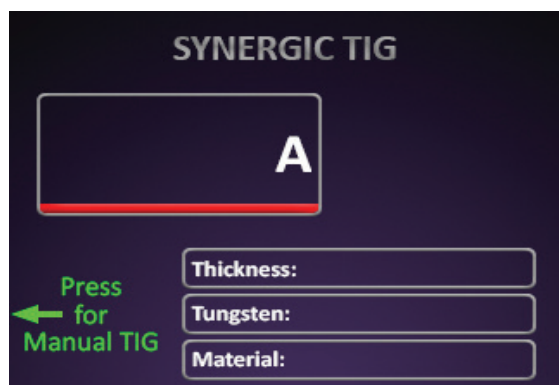 SYNERGIC TIG
A
Thickness:
Press
for
Manual TIG
Tungsten:
Material: